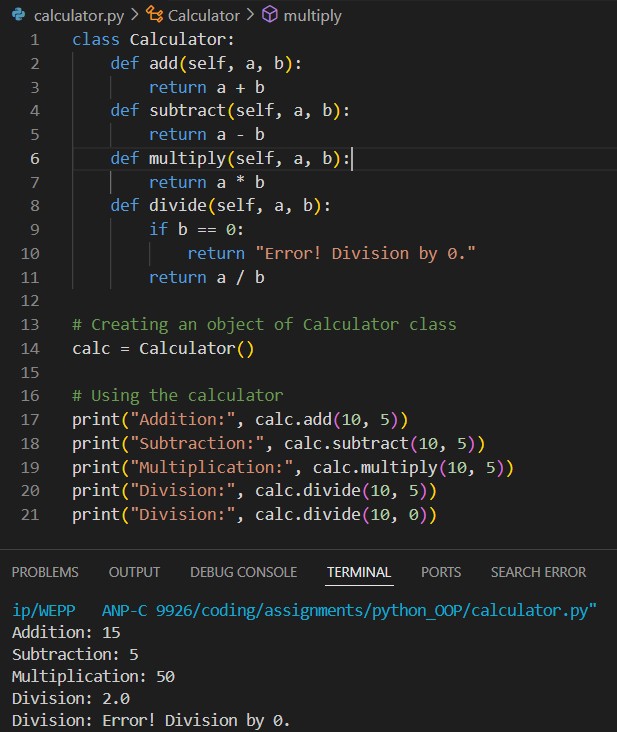 calculator.py > Calculator > multiply
1 class Calculator:
2     def add(self, a, b):
3         return a + b
4     def subtract(self, a, b):
5         return a - b
6     def multiply(self, a, b):
7         return a * b
8     def divide(self, a, b):
9         if b == 0:
10             return "Error! Division by 0."
11         return a / b
12
13 # Creating an object of Calculator class
14 calc = Calculator()
15
16 # Using the calculator
17 print("Addition:", calc.add(10, 5))
18 print("Subtraction:", calc.subtract(10, 5))
19 print("Multiplication:", calc.multiply(10, 5))
20 print("Division:", calc.divide(10, 5))
21 print("Division:", calc.divide(10, 0))
PROBLEMS OUTPUT DEBUG CONSOLE TERMINAL PORTS SEARCH ERROR
ip/WEPP   ANP-C 9926/coding/assignments/python_OOP/calculator.py"
Addition: 15
Subtraction: 5
Multiplication: 50
Division: 2.0
Division: Error! Division by 0.